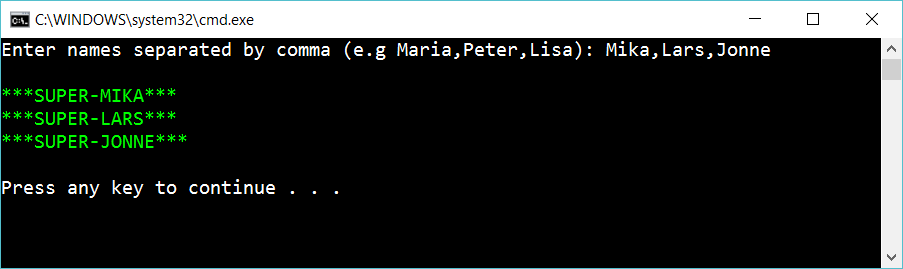 C:\WINDOWS\system32\cmd.exe
Enter names separated by comma (e.g Maria,Peter,Lisa): Mika,Lars,Jonne
***SUPER-MIKA***
***SUPER-LARS***
***SUPER-JONNE***
Press any key to continue . . .